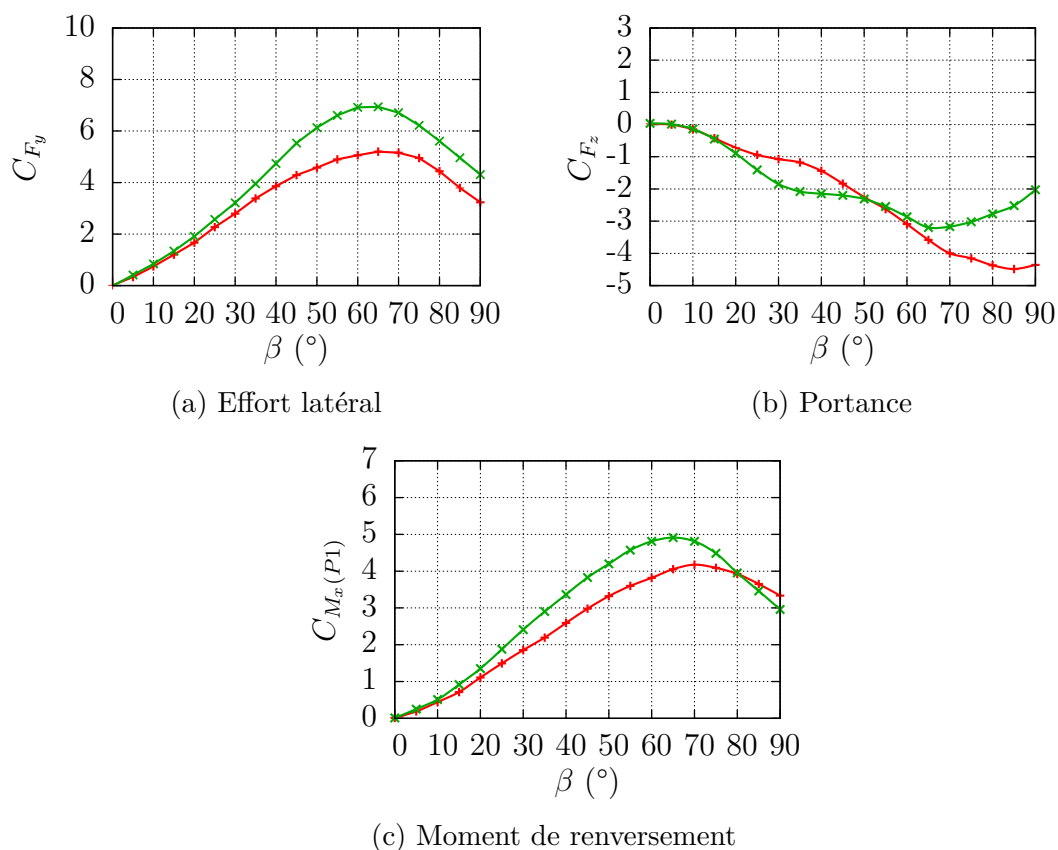 10
8
6
4
2
0
C_{F_y}
0 10 20 30 40 50 60 70 80 90
β (°)
(a) Effort latéral
3
2
1
0
-1
-2
-3
-4
-5
C_{F_z}
0 10 20 30 40 50 60 70 80 90
β (°)
(b) Portance
7
6
5
4
3
2
1
0
C_{M_x(P1)}
0 10 20 30 40 50 60 70 80 90
β (°)
(c) Moment de renversement